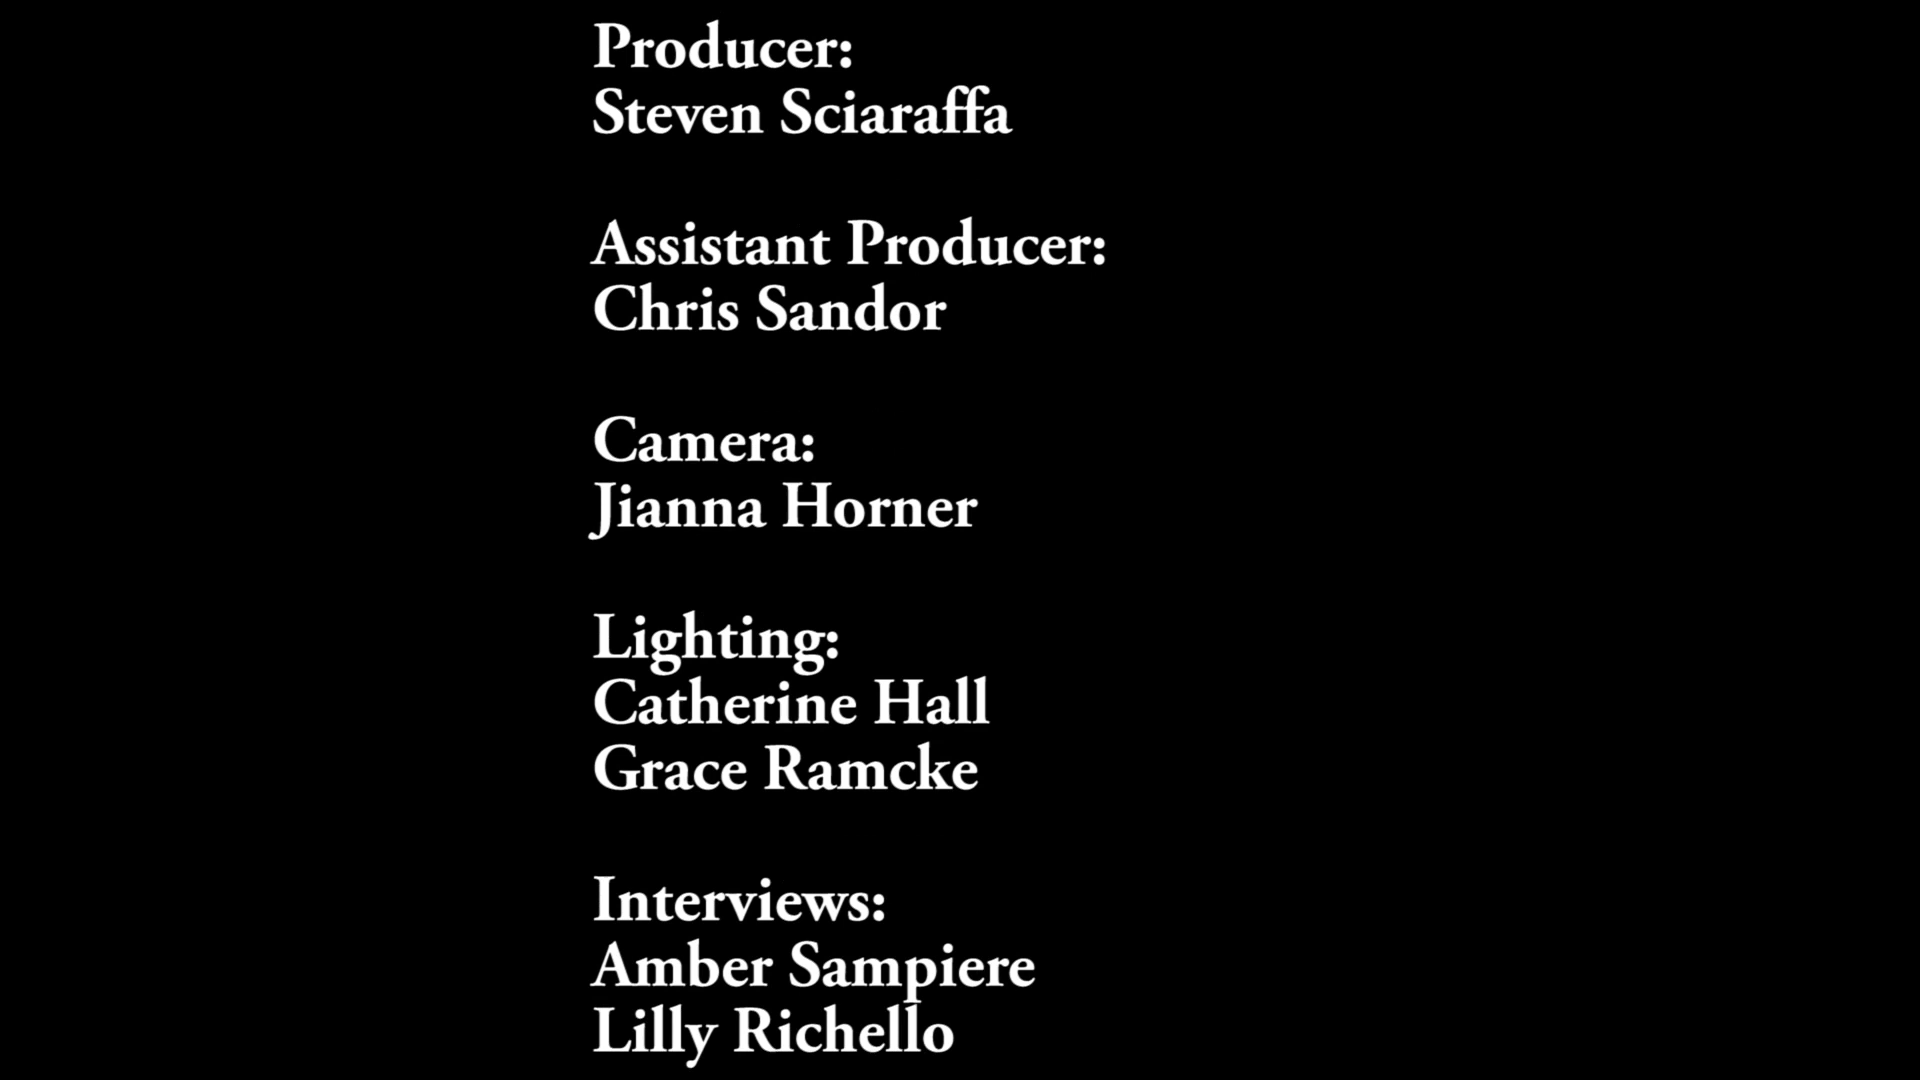 Producer:
Steven Sciaraffa
Assistant Producer:
Chris Sandor
Camera:
Jianna Horner
Lighting:
Catherine Hall
Grace Ramcke
Interviews:
Amber Sampiere
Lilly Richello